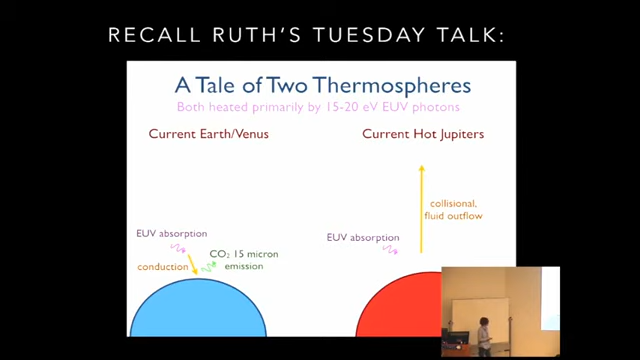 RECALL RUTH'S TUESDAY TALK:
A Tale of Two Thermospheres
Both heated primarily by 15-20 eV EUV photons
Current Earth/Venus
Current Hot Jupiters
collisional,
fluid outflow
EUV absorption
EUV absorption
CO₂ 15 micron
emission
conduction